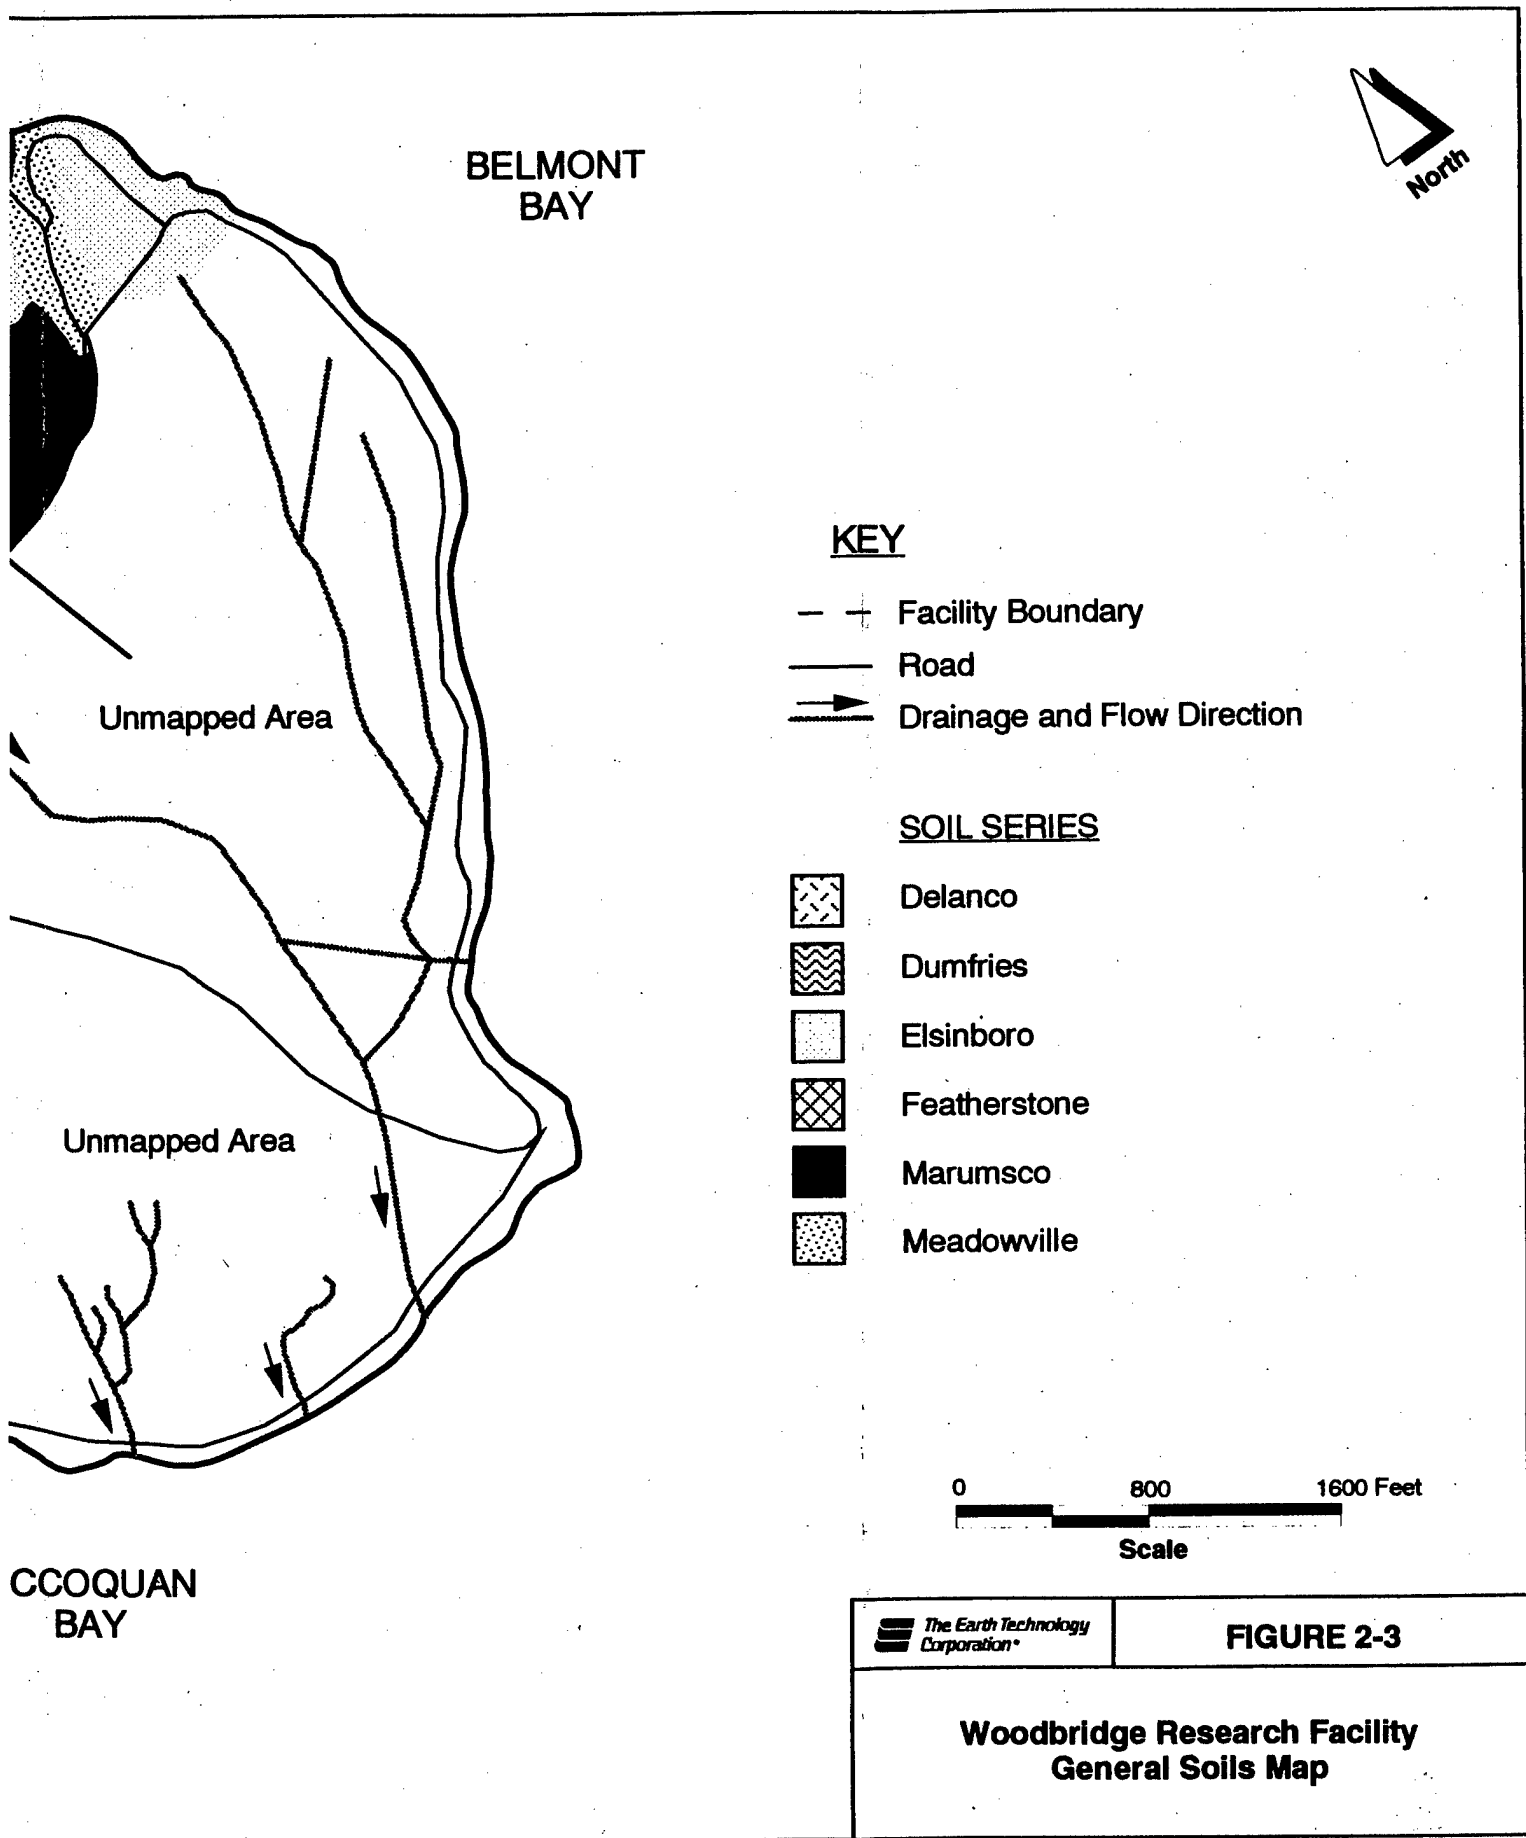 BELMONT
BAY
North
KEY
Facility Boundary
Road
Drainage and Flow Direction
Unmapped Area
SOIL SERIES
Delanco
Dumfries
Elsinboro
Featherstone
Marumsco
Meadowville
Unmapped Area
0 800 1600 Feet
Scale
CCOQUAN
BAY
The Earth Technology
Corporation
FIGURE 2-3
Woodbridge Research Facility
General Soils Map